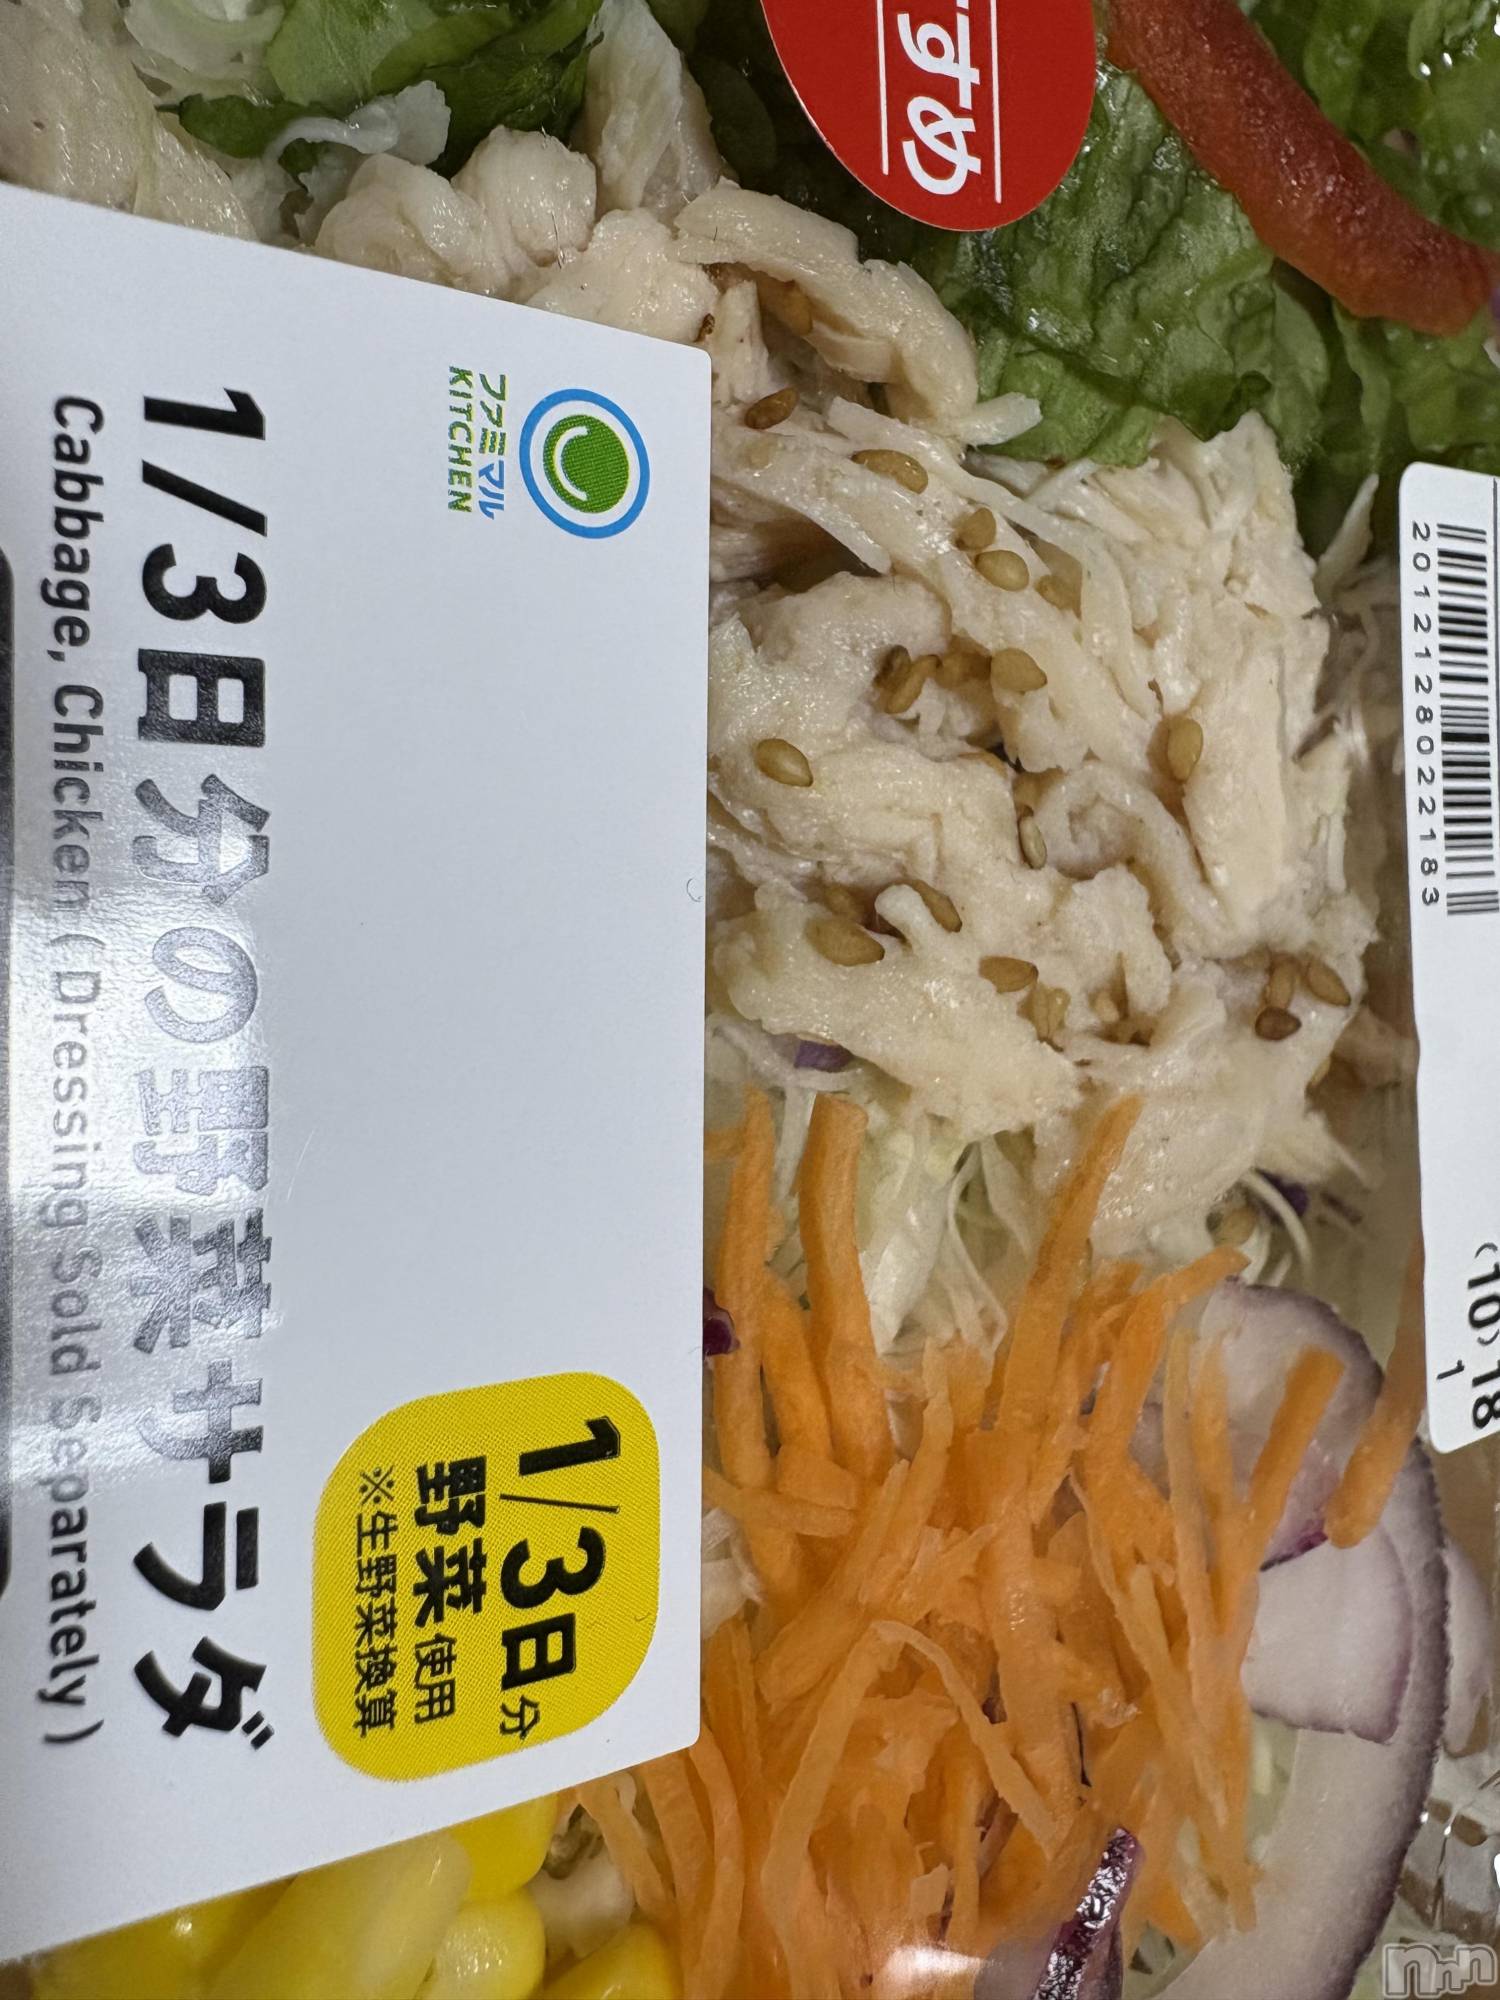 すめ
ファミマル
KITCHEN
1/3日分の野菜サラダ
Cabbage, Chicken (Dressing Sold Separately)
1/3日分
野菜使用
※生野菜換算
2012128022183
(10)18
1